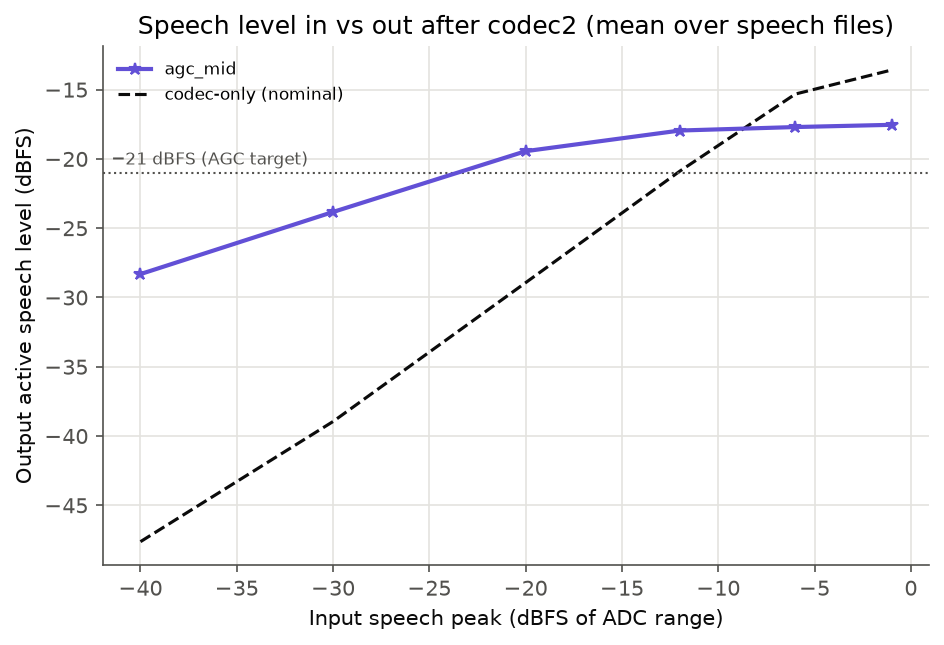 Speech level in vs out after codec2 (mean over speech files)
agc_mid
codec-only (nominal)
−21 dBFS (AGC target)
Output active speech level (dBFS)
−15
−20
−25
−30
−35
−40
−45
−40 −35 −30 −25 −20 −15 −10 −5 0
Input speech peak (dBFS of ADC range)